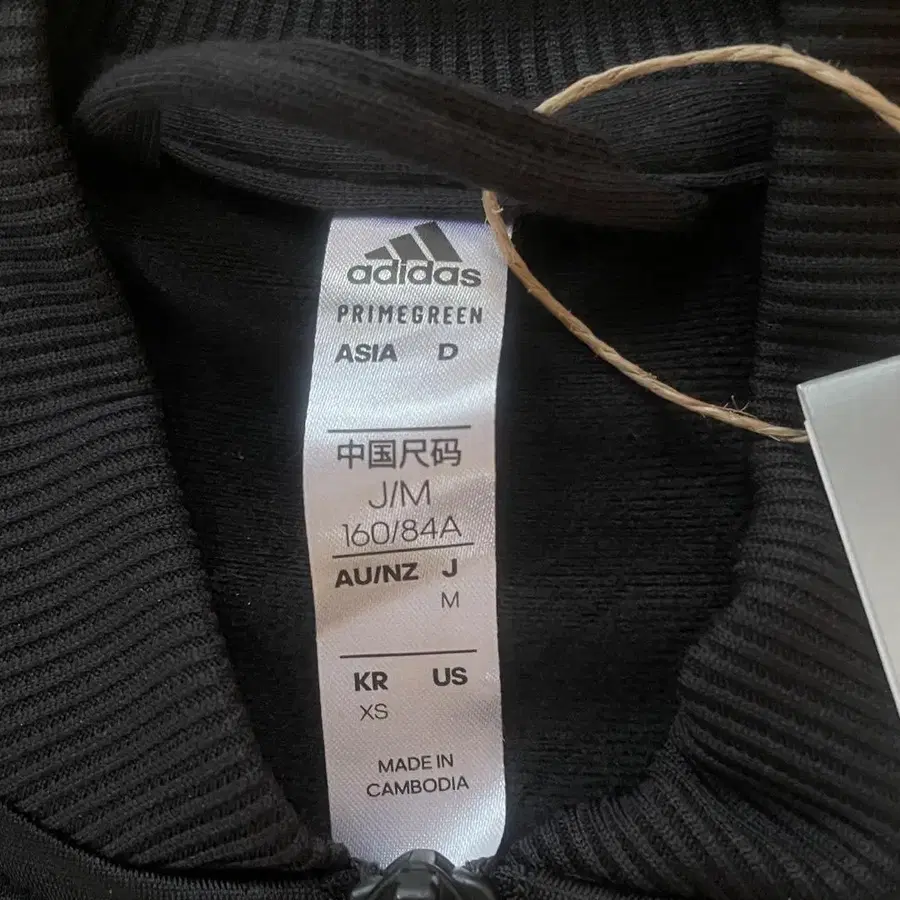 adidas
PRIMEGREEN
ASIA D
中国尺码
J/M
160/84A
AU/NZ J
M
KR US
XS
MADE IN
CAMBODIA